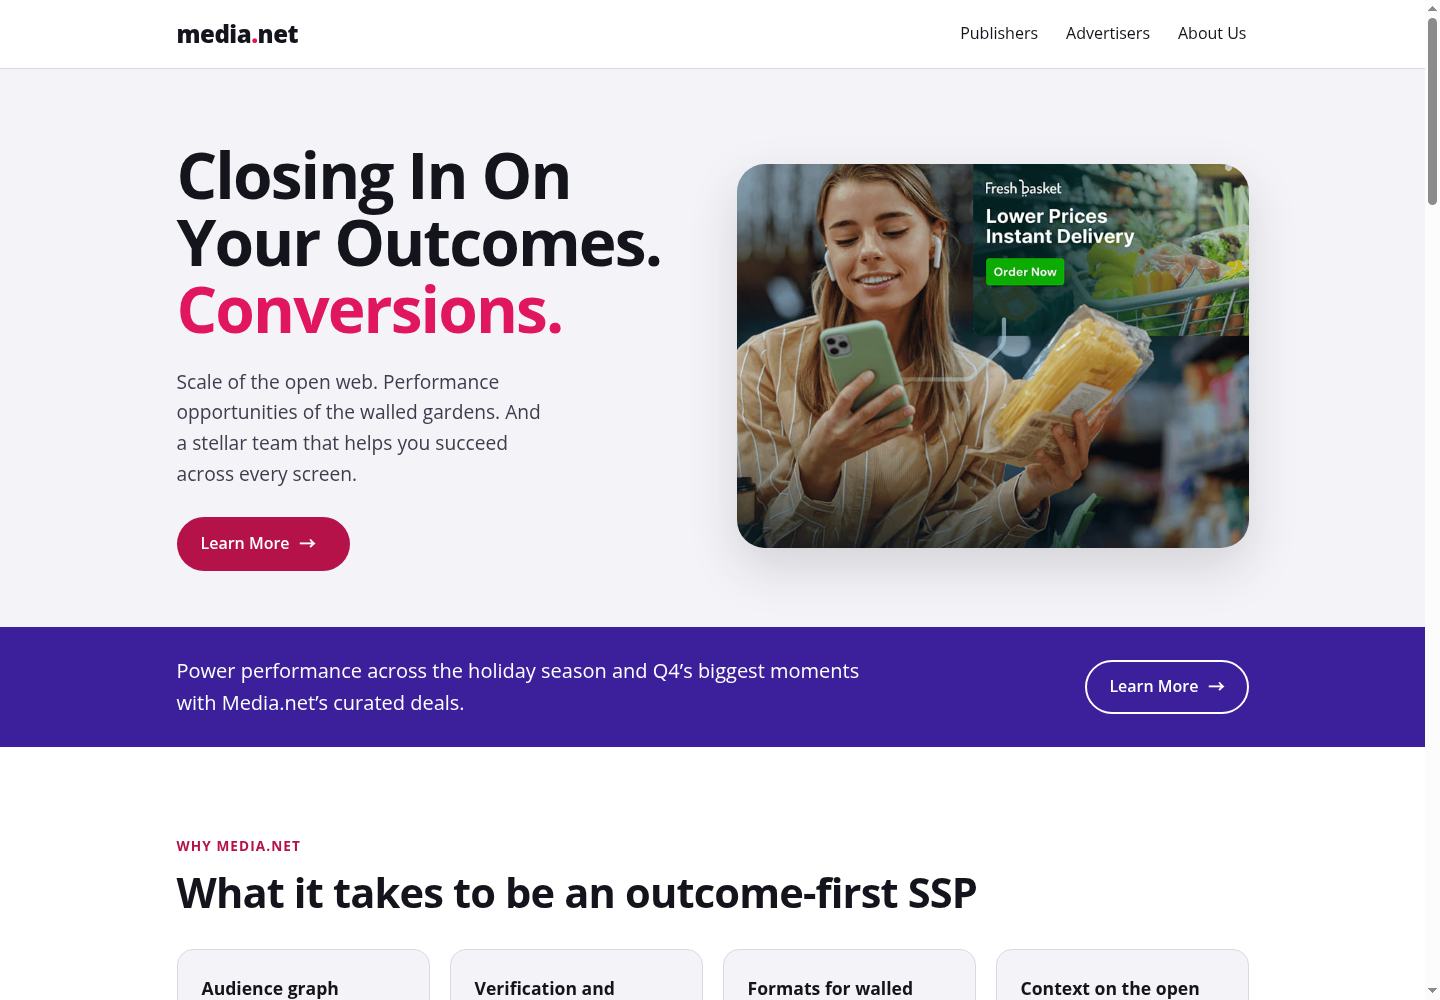 media.net
Publishers
Advertisers
About Us
Closing In On
Your Outcomes.
Conversions.
Scale of the open web. Performance
opportunities of the walled gardens. And
a stellar team that helps you succeed
across every screen.
Learn More
Fresh basket
Lower Prices
Instant Delivery
Order Now
Power performance across the holiday season and Q4’s biggest moments
with Media.net’s curated deals.
Learn More
WHY MEDIA.NET
What it takes to be an outcome-first SSP
Audience graph
Verification and
Formats for walled
Context on the open